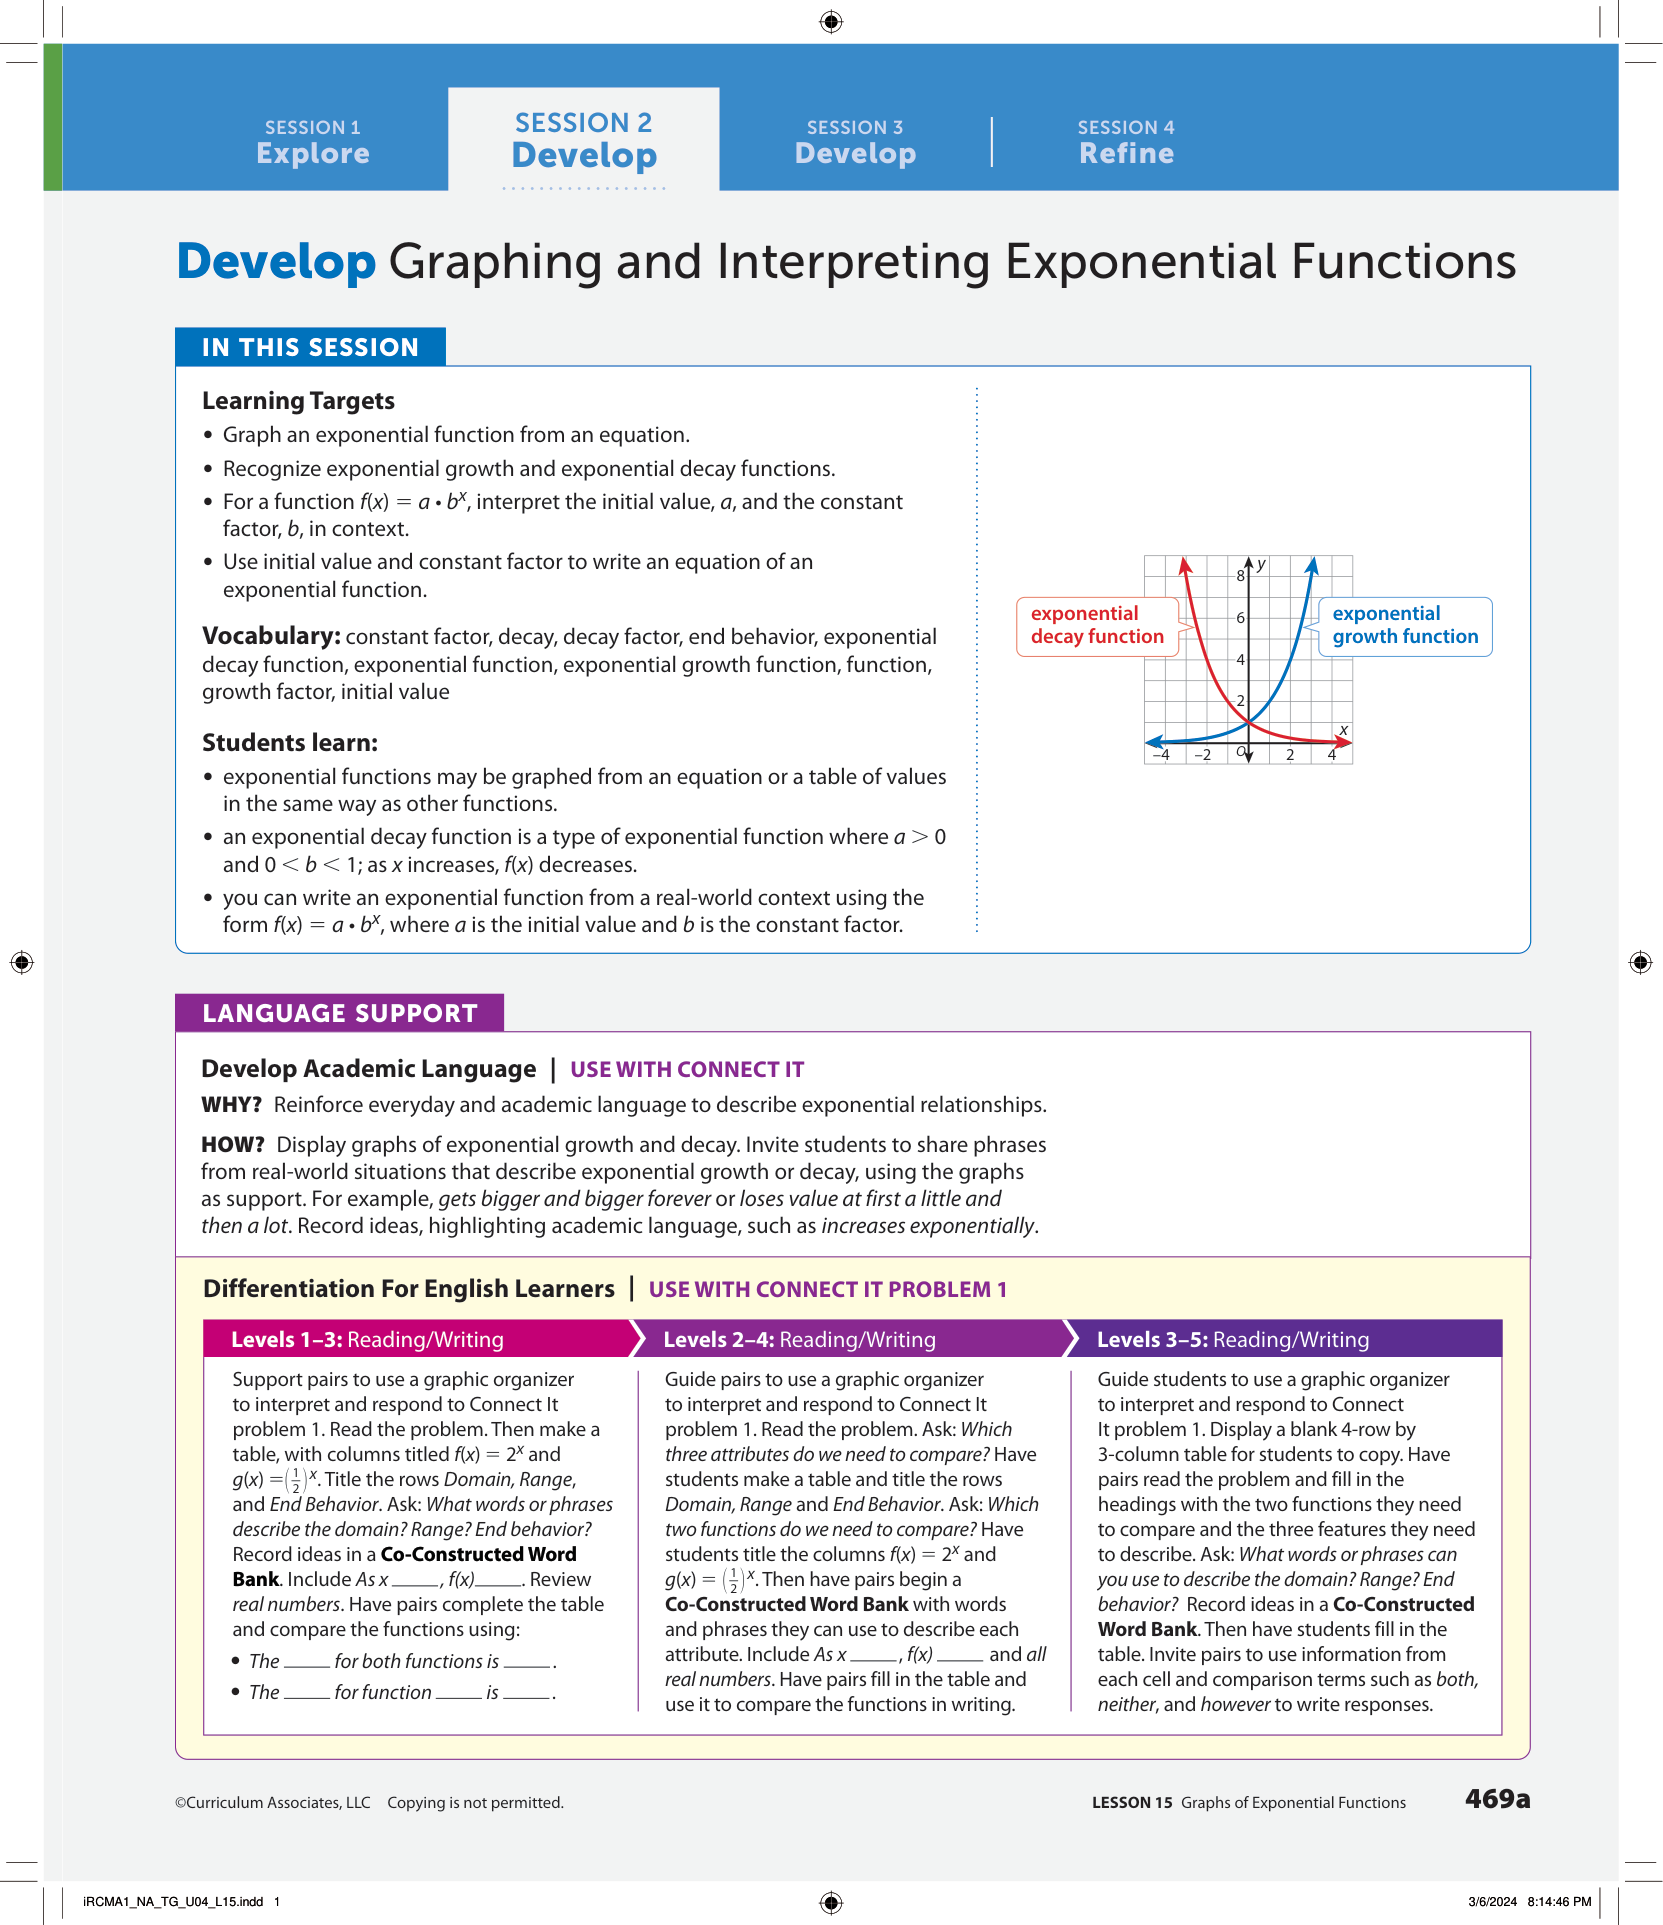 SESSION 1
Explore
SESSION 2
Develop
SESSION 3
Develop
SESSION 4
Refine
Develop Graphing and Interpreting Exponential Functions
IN THIS SESSION
Learning Targets
• Graph an exponential function from an equation.
• Recognize exponential growth and exponential decay functions.
• For a function f(x) = a • bˣ, interpret the initial value, a, and the constant
factor, b, in context.
• Use initial value and constant factor to write an equation of an
exponential function.
Vocabulary: constant factor, decay, decay factor, end behavior, exponential
decay function, exponential function, exponential growth function, function,
growth factor, initial value
Students learn:
• exponential functions may be graphed from an equation or a table of values
in the same way as other functions.
• an exponential decay function is a type of exponential function where a > 0
and 0 < b < 1; as x increases, f(x) decreases.
• you can write an exponential function from a real-world context using the
form f(x) = a • bˣ, where a is the initial value and b is the constant factor.
exponential
decay function
exponential
growth function
y
8
6
4
2
x
−4 −2 O 2 4
LANGUAGE SUPPORT
Develop Academic Language | USE WITH CONNECT IT
WHY? Reinforce everyday and academic language to describe exponential relationships.
HOW? Display graphs of exponential growth and decay. Invite students to share phrases
from real-world situations that describe exponential growth or decay, using the graphs
as support. For example, gets bigger and bigger forever or loses value at first a little and
then a lot. Record ideas, highlighting academic language, such as increases exponentially.
Differentiation For English Learners | USE WITH CONNECT IT PROBLEM 1
Levels 1–3: Reading/Writing
Support pairs to use a graphic organizer
to interpret and respond to Connect It
problem 1. Read the problem. Then make a
table, with columns titled f(x) = 2ˣ and
g(x) =(1/2)ˣ. Title the rows Domain, Range,
and End Behavior. Ask: What words or phrases
describe the domain? Range? End behavior?
Record ideas in a Co-Constructed Word
Bank. Include As x _____, f(x)_____. Review
real numbers. Have pairs complete the table
and compare the functions using:
• The _____ for both functions is _____.
• The _____ for function _____ is _____.
Levels 2–4: Reading/Writing
Guide pairs to use a graphic organizer
to interpret and respond to Connect It
problem 1. Read the problem. Ask: Which
three attributes do we need to compare? Have
students make a table and title the rows
Domain, Range and End Behavior. Ask: Which
two functions do we need to compare? Have
students title the columns f(x) = 2ˣ and
g(x) = (1/2)ˣ. Then have pairs begin a
Co-Constructed Word Bank with words
and phrases they can use to describe each
attribute. Include As x _____, f(x) _____ and all
real numbers. Have pairs fill in the table and
use it to compare the functions in writing.
Levels 3–5: Reading/Writing
Guide students to use a graphic organizer
to interpret and respond to Connect
It problem 1. Display a blank 4-row by
3-column table for students to copy. Have
pairs read the problem and fill in the
headings with the two functions they need
to compare and the three features they need
to describe. Ask: What words or phrases can
you use to describe the domain? Range? End
behavior? Record ideas in a Co-Constructed
Word Bank. Then have students fill in the
table. Invite pairs to use information from
each cell and comparison terms such as both,
neither, and however to write responses.
©Curriculum Associates, LLC Copying is not permitted.
LESSON 15 Graphs of Exponential Functions 469a
iRCMA1_NA_TG_U04_L15.indd 1
3/6/2024 8:14:46 PM